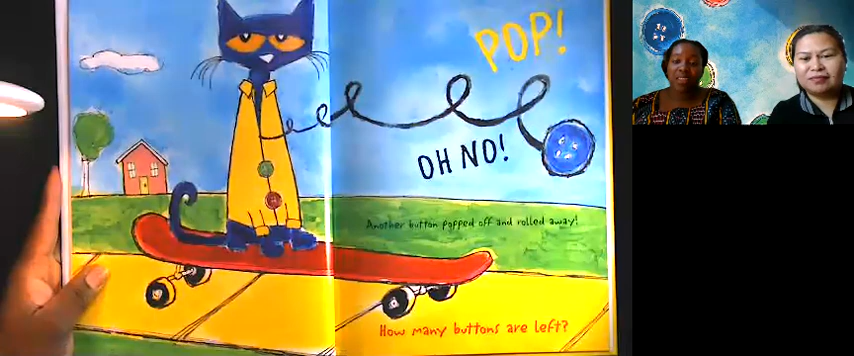 POP!
OH NO!
Another button popped off and rolled away!
How many buttons are left?